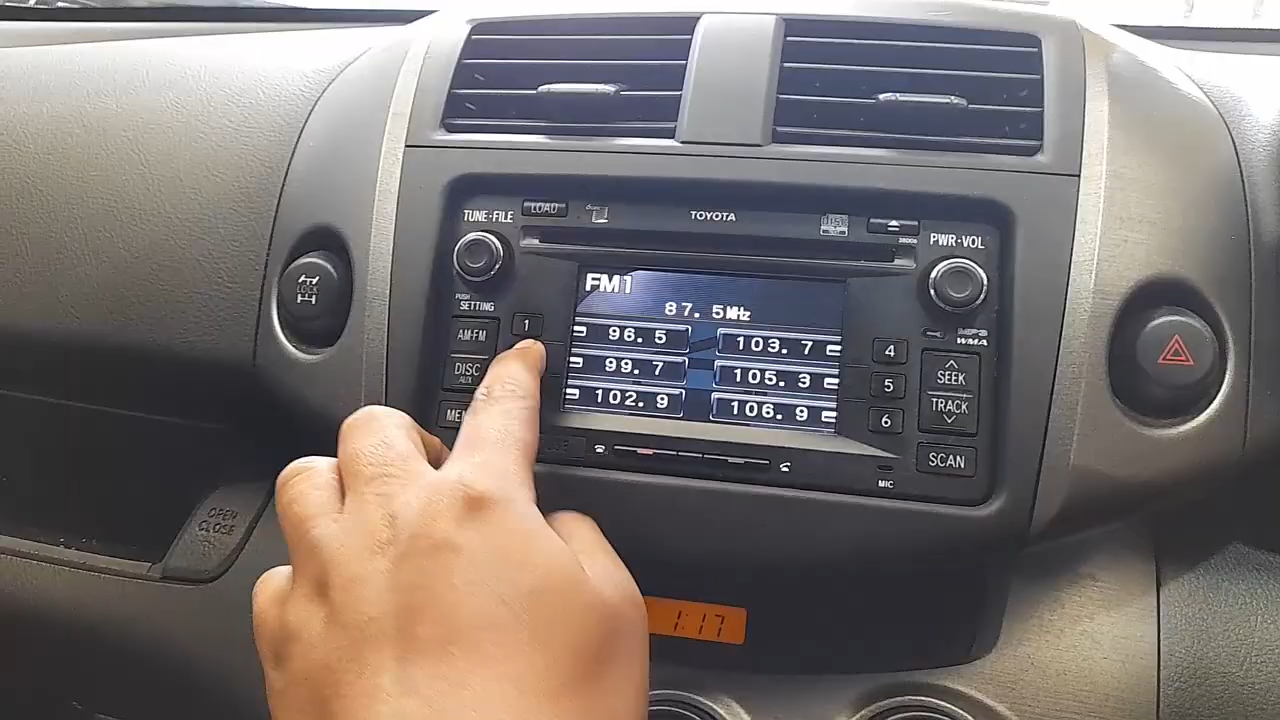 TUNE·FILE
LOAD
TOYOTA
PWR·VOL
PUSH
SETTING
AM·FM
DISC
AUX
1
FM1
87.5MHz
96.5
99.7
102.9
103.7
105.3
106.9
4
5
6
MP3
WMA
SEEK
TRACK
SCAN
MIC
LOCK
OPEN
CLOSE
1:17